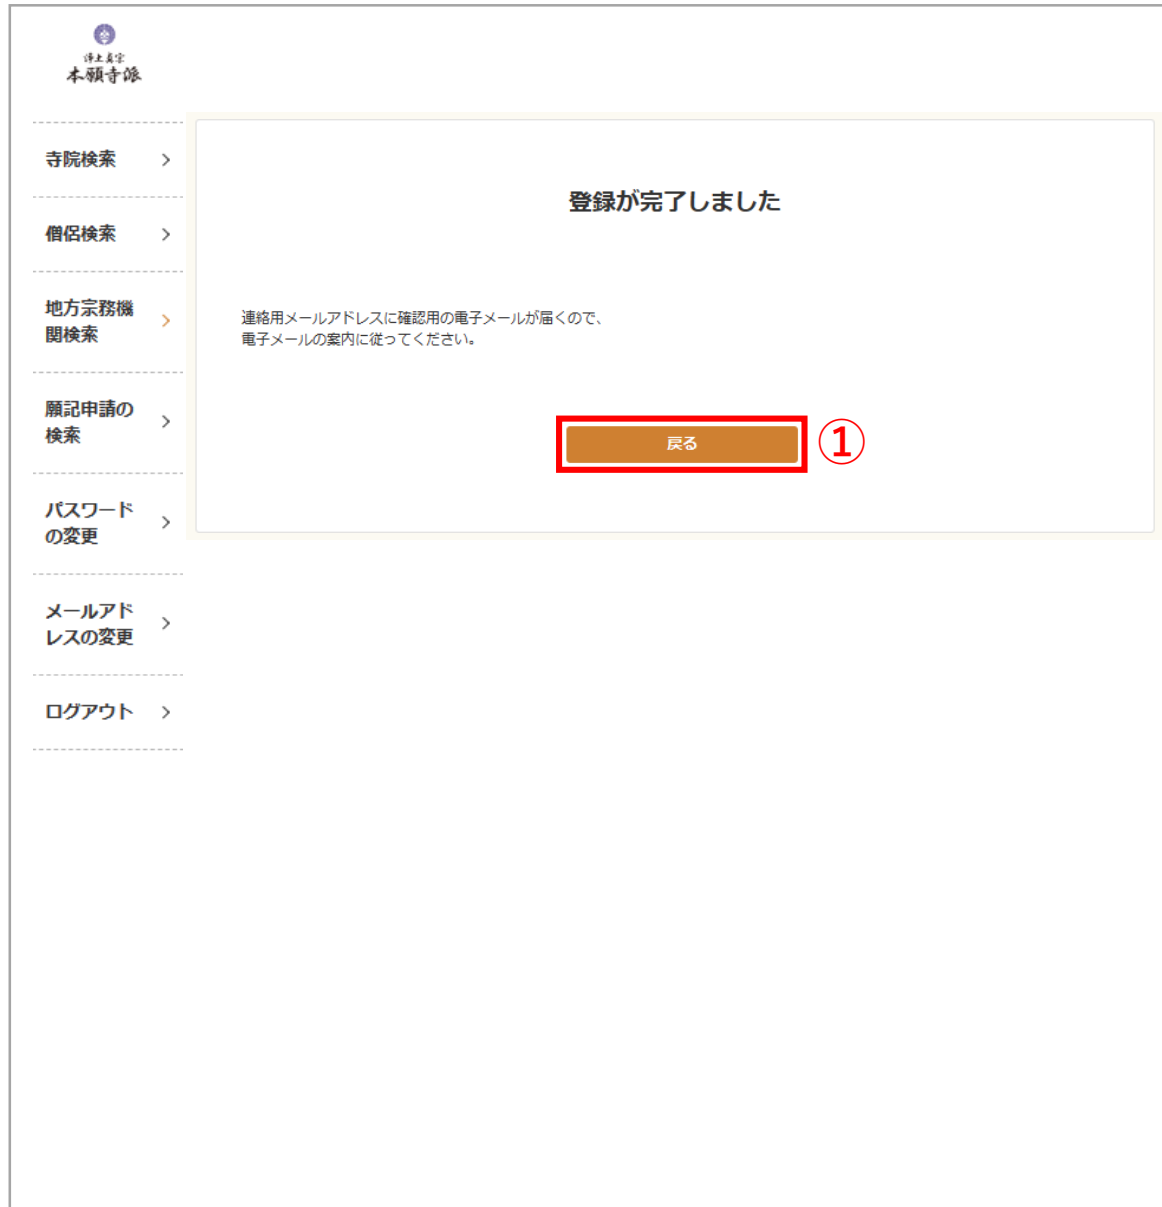 浄土真宗
本願寺派
寺院検索
僧侶検索
地方宗務機
関検索
願記申請の
検索
パスワード
の変更
メールアド
レスの変更
ログアウト
登録が完了しました
連絡用メールアドレスに確認用の電子メールが届くので、
電子メールの案内に従ってください。
戻る
①